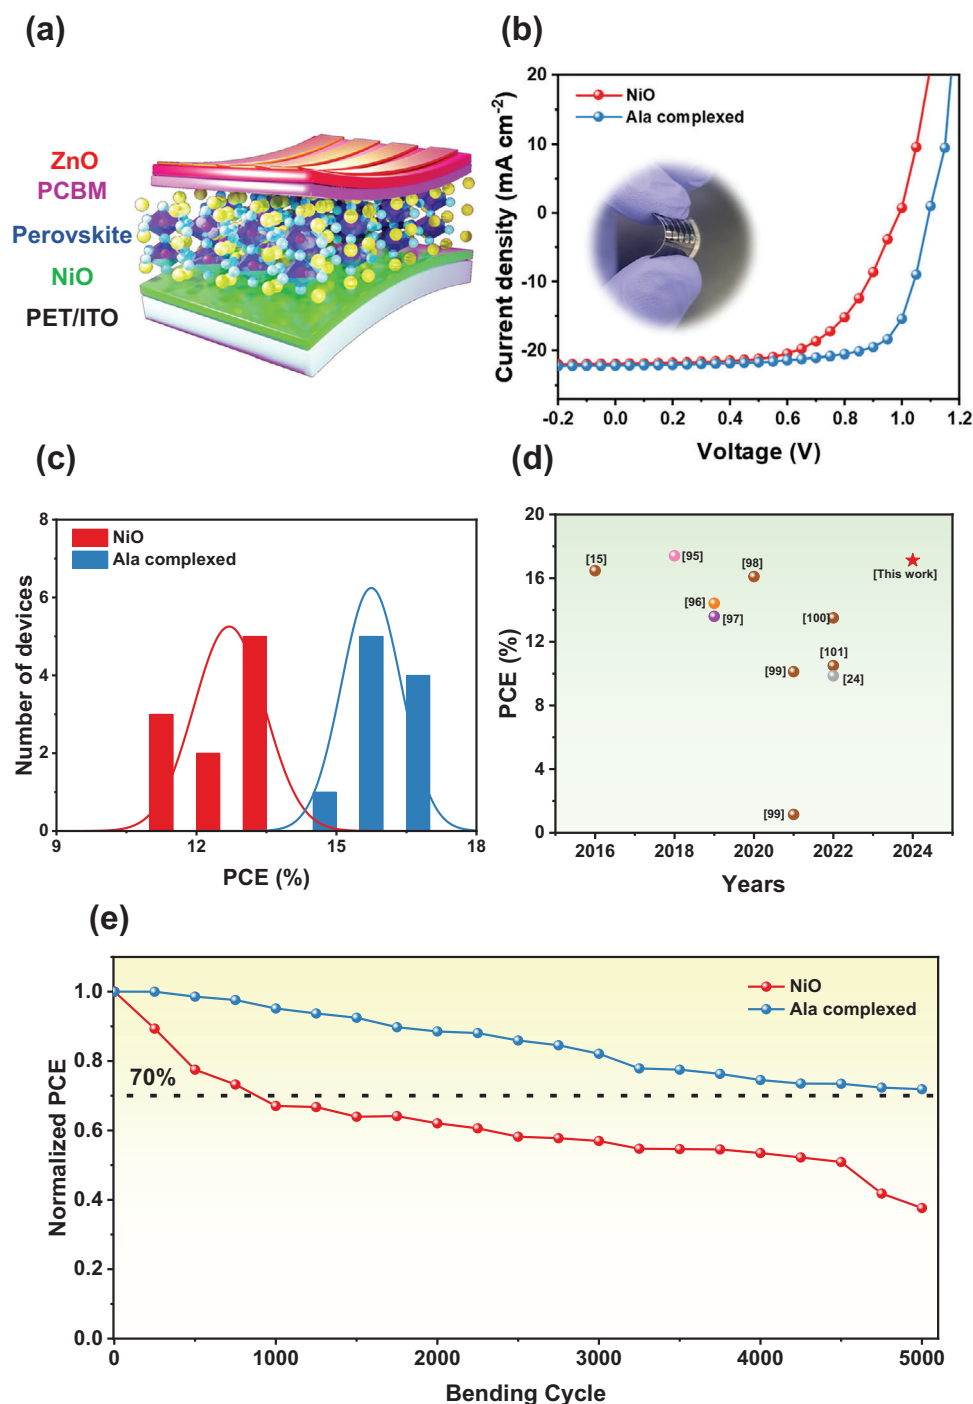 (a)
ZnO
PCBM
Perovskite
NiO
PET/ITO
(b)
Current density (mA cm⁻²)
20
10
0
-10
-20
NiO
Ala complexed
-0.2 0.0 0.2 0.4 0.6 0.8 1.0 1.2
Voltage (V)
(c)
Number of devices
8
6
4
2
0
NiO
Ala complexed
9 12 15 18
PCE (%)
(d)
PCE (%)
20
16
12
8
4
0
[15]
[95]
[98]
[This work]
[96]
[97]
[100]
[99]
[101]
[24]
[99]
2016 2018 2020 2022 2024
Years
(e)
Normalized PCE
1.0
0.8
0.6
0.4
0.2
0.0
NiO
Ala complexed
70%
0 1000 2000 3000 4000 5000
Bending Cycle